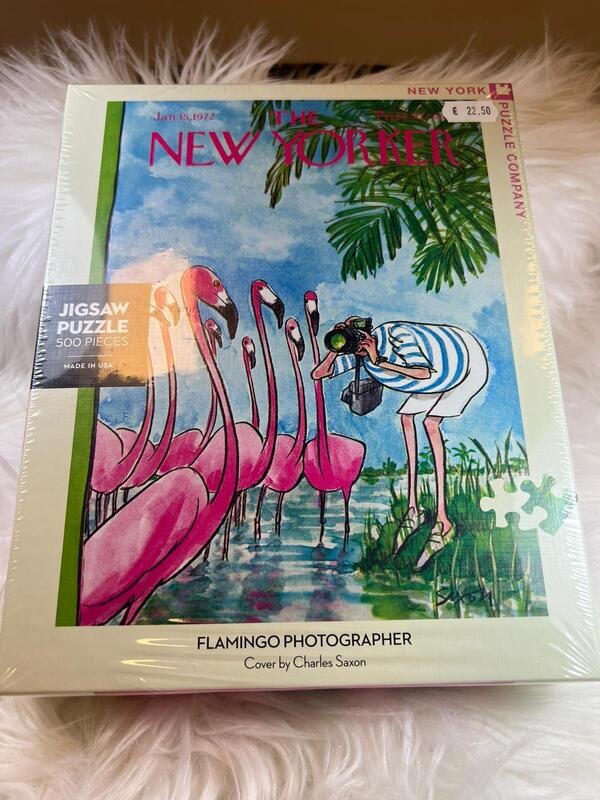 NEW YORK
PUZZLE COMPANY
€ 22,50
Jan 15,1972
THE
NEW YORKER
JIGSAW
PUZZLE
500 PIECES
MADE IN USA
Saxon
FLAMINGO PHOTOGRAPHER
Cover by Charles Saxon